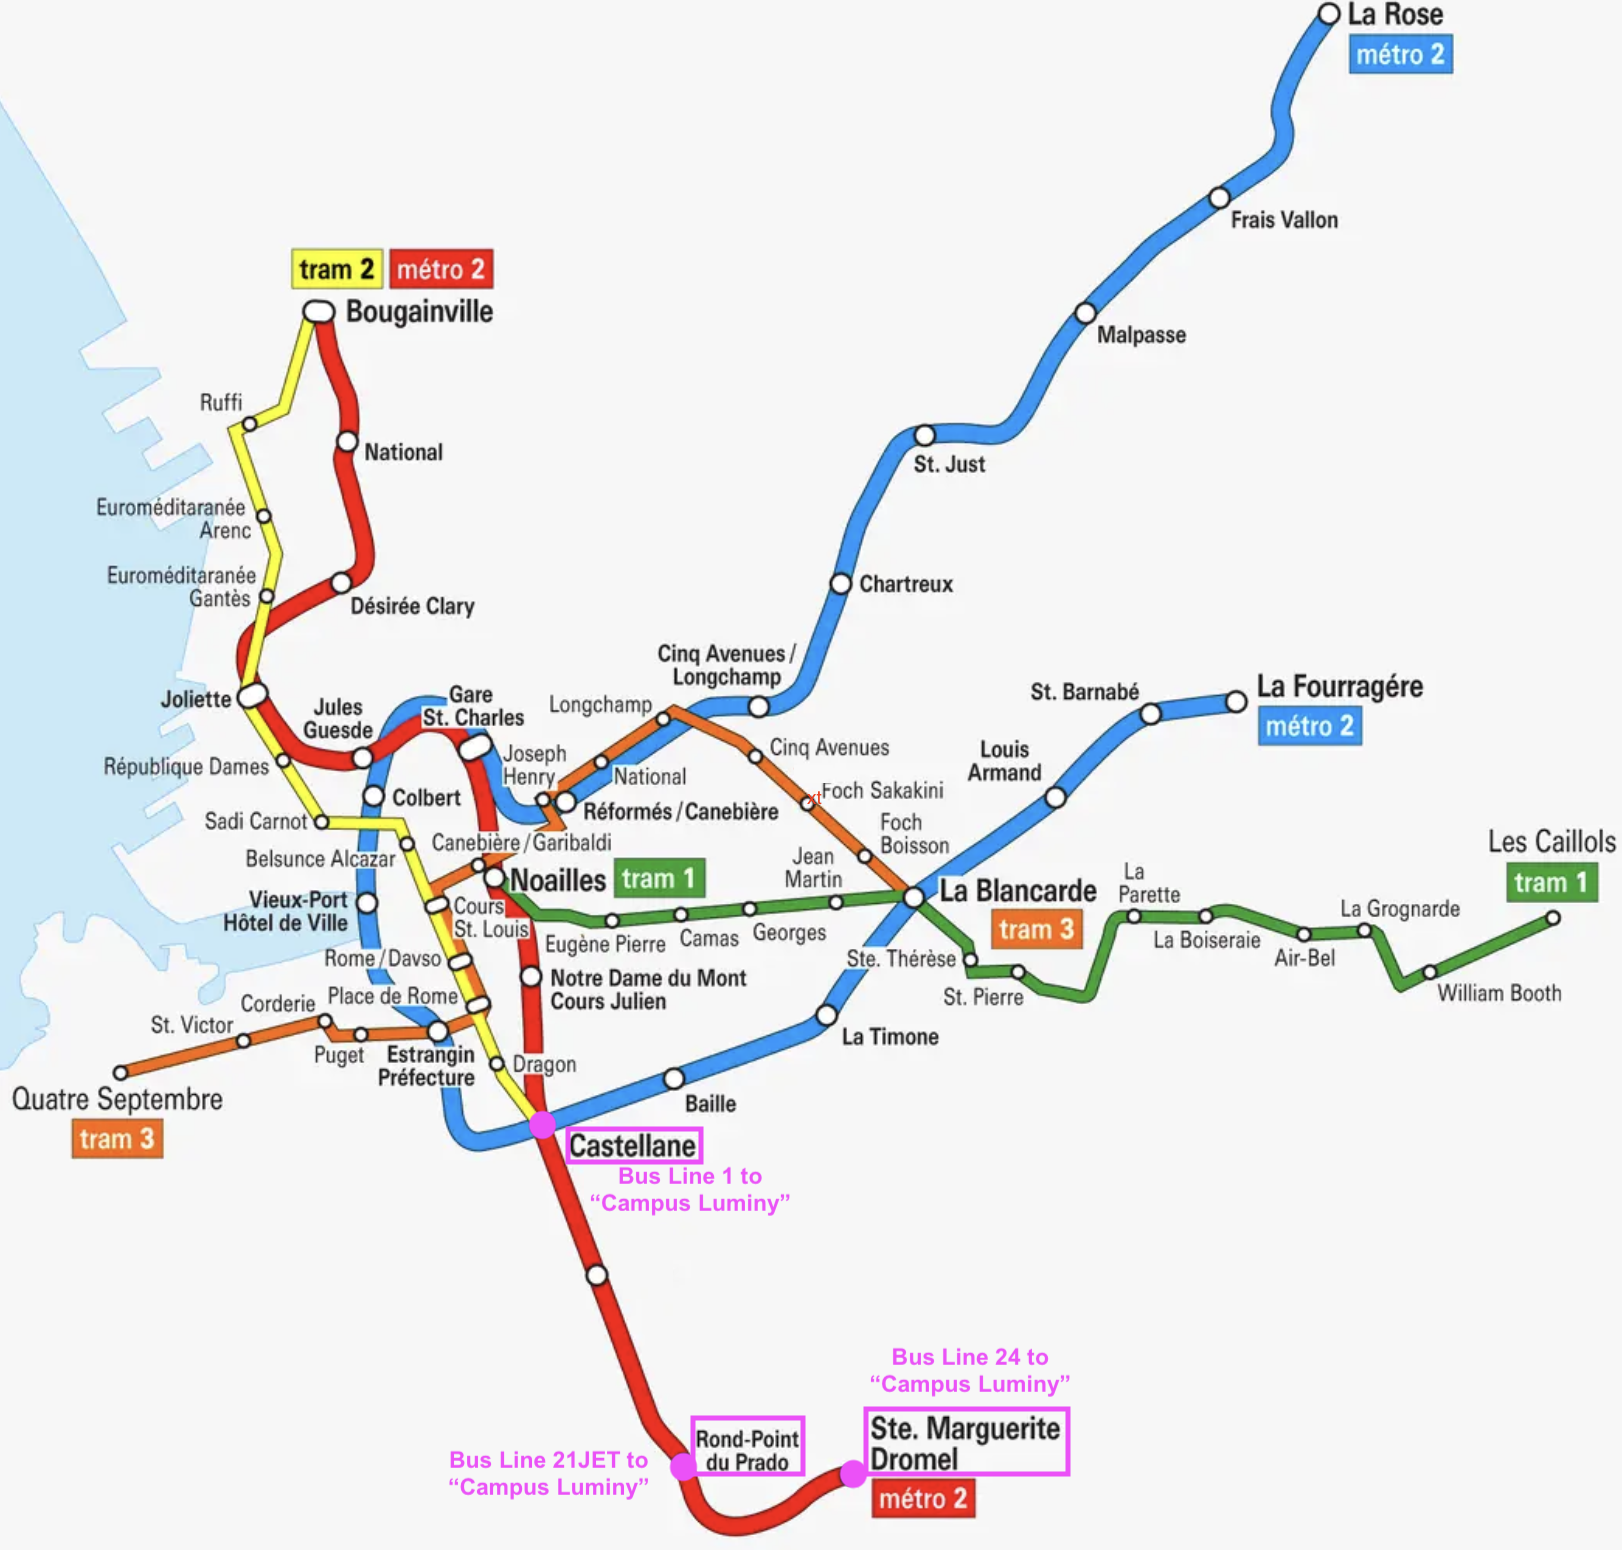 La Rose
métro 2
Frais Vallon
tram 2
métro 2
Bougainville
Malpasse
Ruffi
National
St. Just
Euroméditaranée
Arenc
Euroméditaranée
Gantès
Désirée Clary
Chartreux
Cinq Avenues /
Longchamp
Joliette
Jules
Guesde
Gare
St. Charles
Longchamp
St. Barnabé
La Fourragére
métro 2
Joseph
Henry
National
Cinq Avenues
Louis
Armand
République Dames
Colbert
Réformés / Canebière
xt
Foch Sakakini
Sadi Carnot
Canebière / Garibaldi
Foch
Boisson
Belsunce Alcazar
Jean
Martin
Les Caillols
tram 1
Noailles
tram 1
La Blancarde
tram 3
La
Parette
Vieux-Port
Hôtel de Ville
Cours
St. Louis
Eugène Pierre
Camas
Georges
La Boiseraie
La Grognarde
Air-Bel
Rome / Davso
Ste. Thérèse
St. Pierre
William Booth
Notre Dame du Mont
Cours Julien
Place de Rome
Corderie
St. Victor
Puget
Estrangin
Préfecture
La Timone
Dragon
Quatre Septembre
tram 3
Baille
Castellane
Bus Line 1 to
“Campus Luminy”
Bus Line 24 to
“Campus Luminy”
Rond-Point
du Prado
Ste. Marguerite
Dromel
métro 2
Bus Line 21JET to
“Campus Luminy”